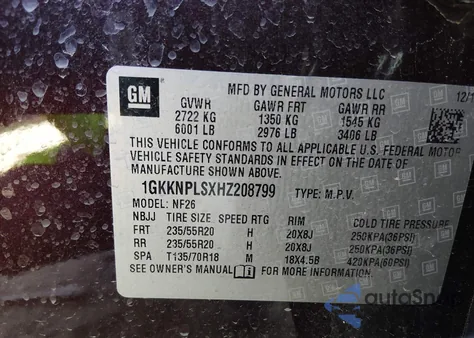 GM
MFD BY GENERAL MOTORS LLC
12/1
GVWR GAWR FRT GAWR RR
2722 KG 1350 KG 1545 KG
6001 LB 2976 LB 3406 LB
THIS VEHICLE CONFORMS TO ALL APPLICABLE U.S. FEDERAL MOTOR
VEHICLE SAFETY STANDARDS IN EFFECT ON THE DATE OF
MANUFACTURE SHOWN ABOVE.
1GKKNPLSXHZ208799 TYPE: M.P.V.
MODEL: NF26
NBJJ TIRE SIZE SPEED RTG RIM COLD TIRE PRESSURE
FRT 235/55R20 H 20X8J 250KPA(36PSI)
RR 235/55R20 H 20X8J 250KPA(36PSI)
SPA T135/70R18 M 18X4.5B 420KPA(60PSI)
SEE OWNER'S MANUAL FOR MORE INFORMATION